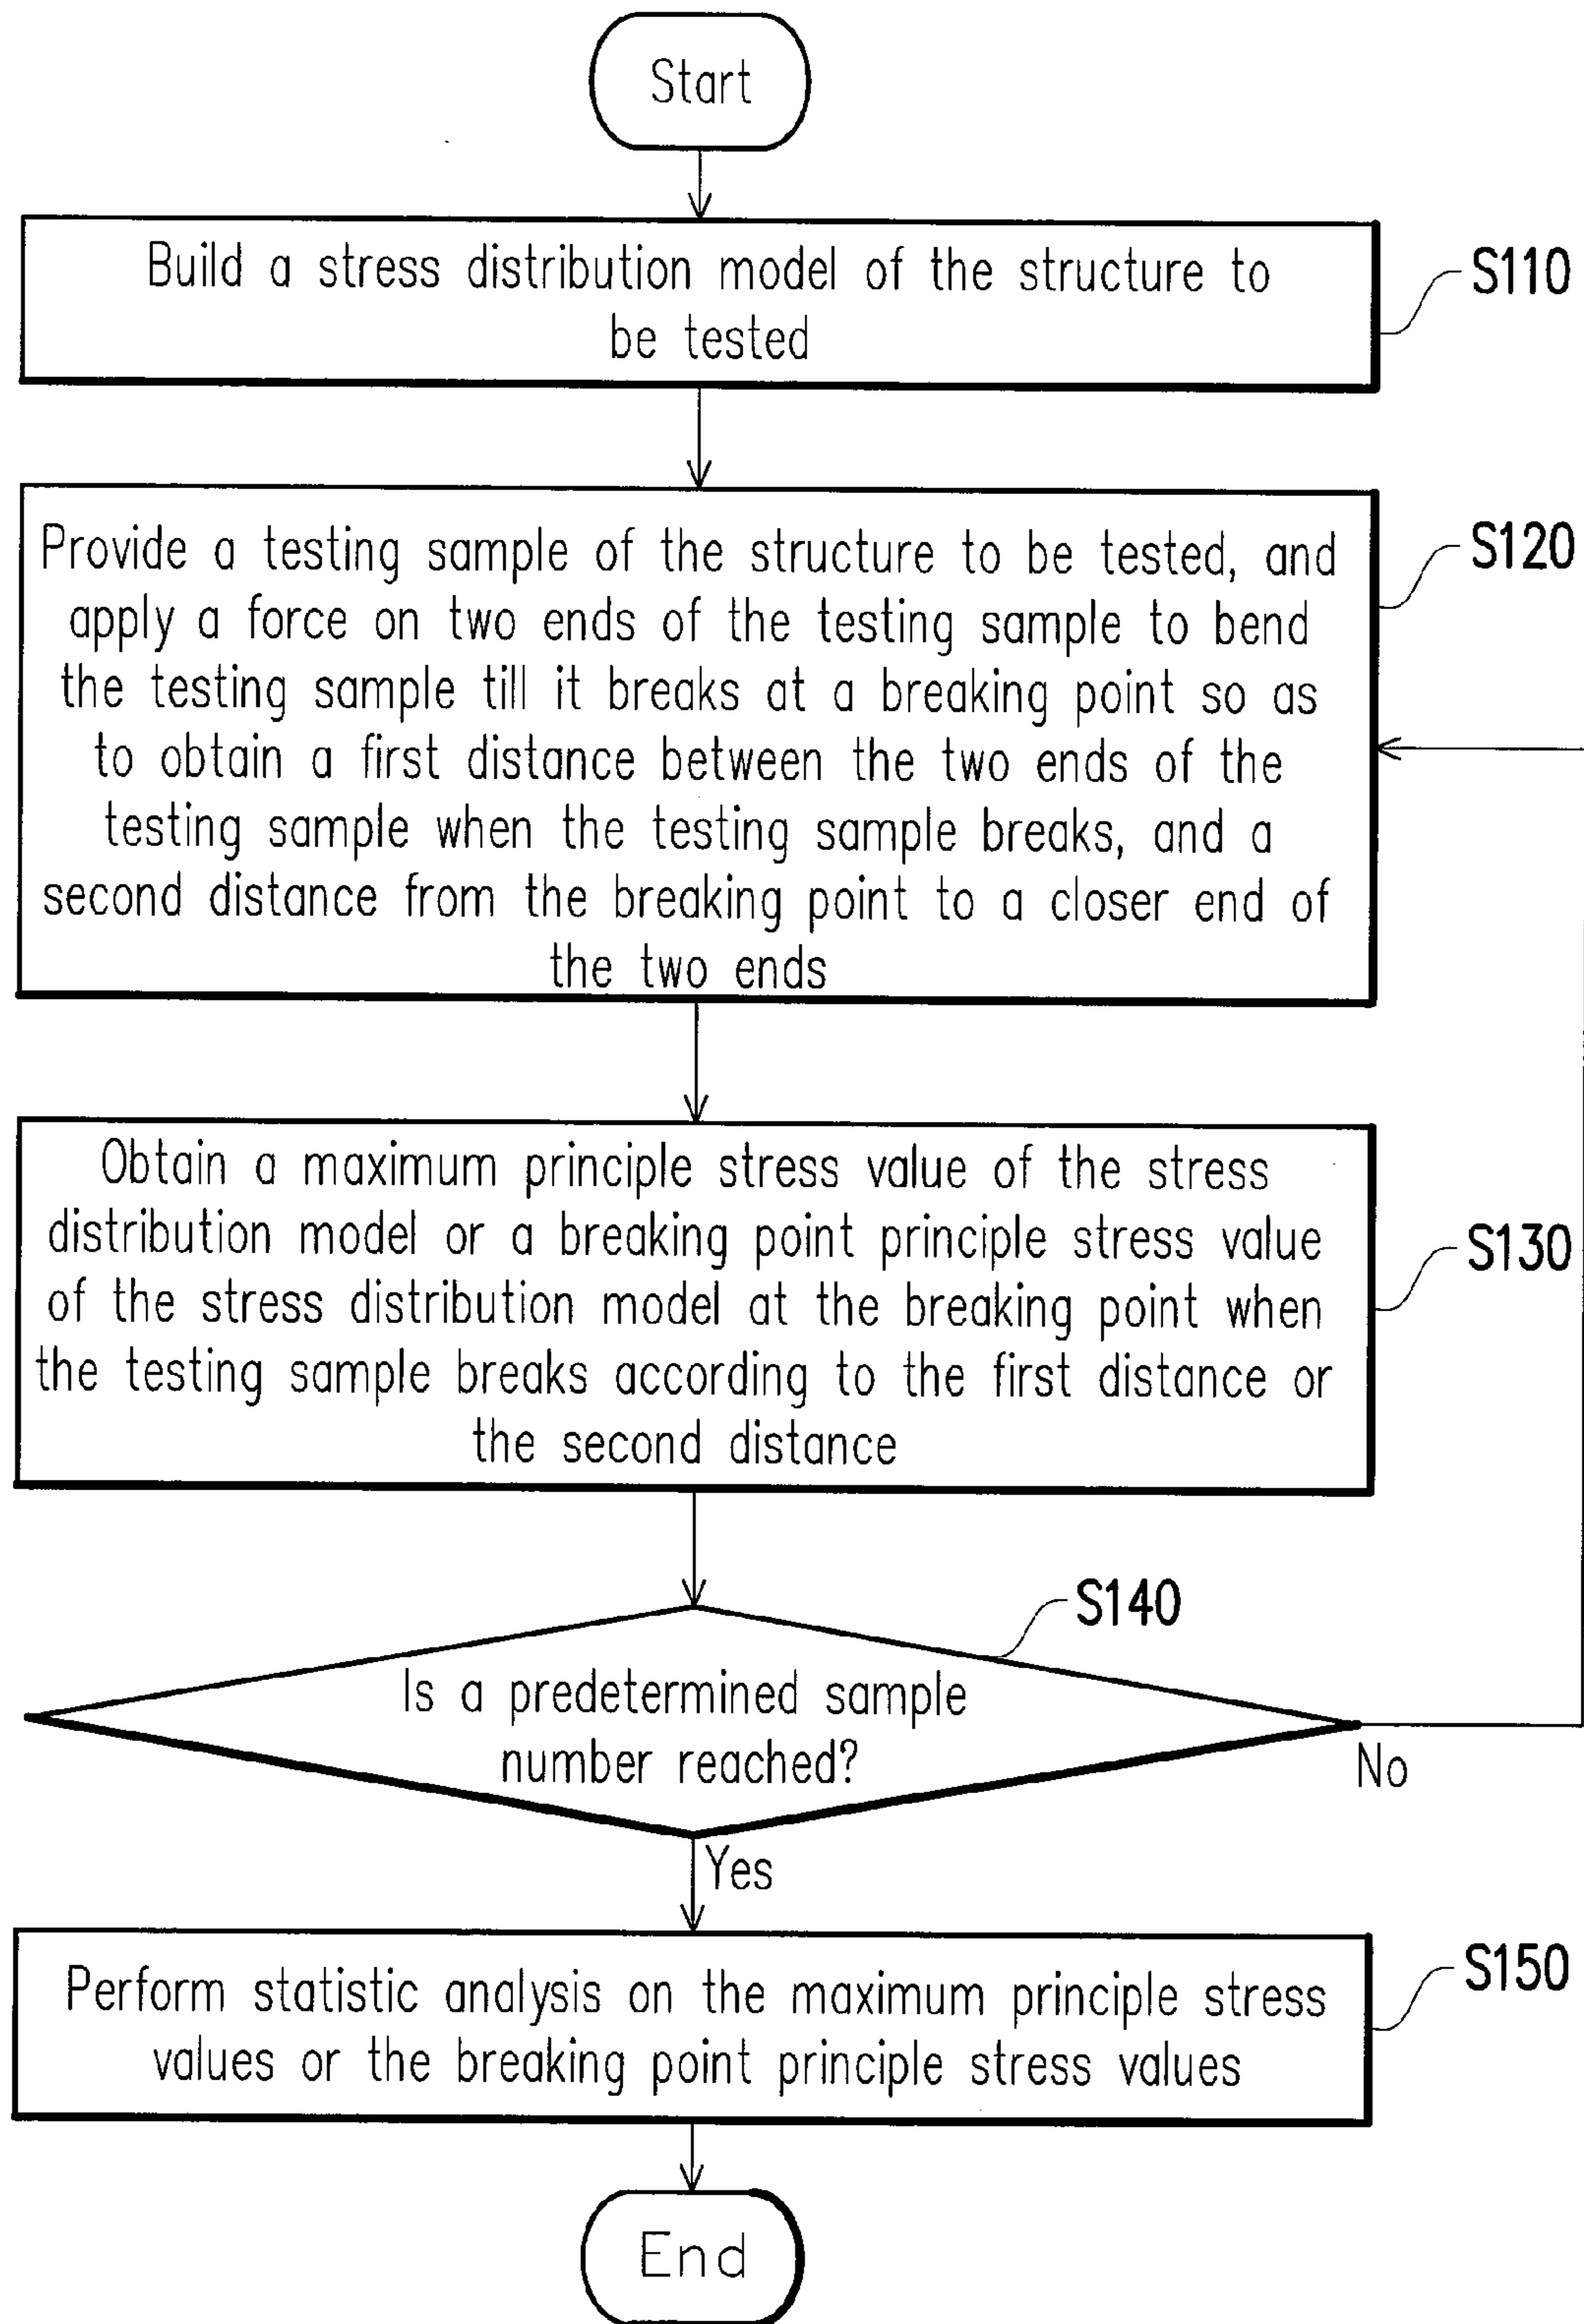 Start
Build a stress distribution model of the structure to
be tested
S110
Provide a testing sample of the structure to be tested, and
apply a force on two ends of the testing sample to bend
the testing sample till it breaks at a breaking point so as
to obtain a first distance between the two ends of the
testing sample when the testing sample breaks, and a
second distance from the breaking point to a closer end of
the two ends
S120
Obtain a maximum principle stress value of the stress
distribution model or a breaking point principle stress value
of the stress distribution model at the breaking point when
the testing sample breaks according to the first distance or
the second distance
S130
S140
Is a predetermined sample
number reached?
No
Yes
Perform statistic analysis on the maximum principle stress
values or the breaking point principle stress values
S150
End